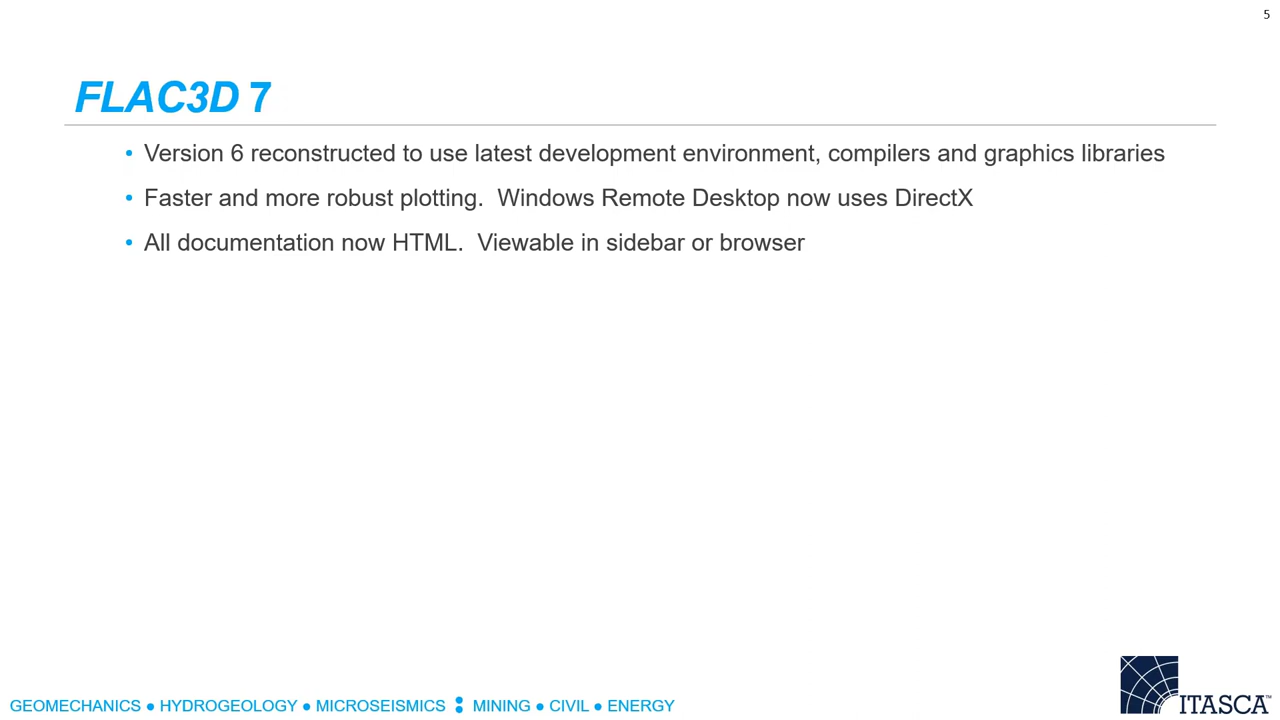 5
FLAC3D 7
• Version 6 reconstructed to use latest development environment, compilers and graphics libraries
• Faster and more robust plotting.  Windows Remote Desktop now uses DirectX
• All documentation now HTML.  Viewable in sidebar or browser
GEOMECHANICS ● HYDROGEOLOGY ● MICROSEISMICS : MINING ● CIVIL ● ENERGY
ITASCA™